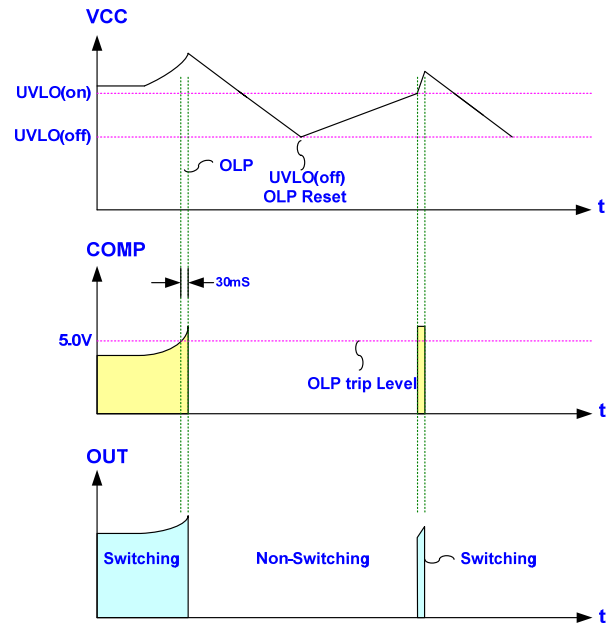 VCC
UVLO(on)
UVLO(off)
OLP
UVLO(off)
OLP Reset
t
COMP
30mS
5.0V
OLP trip Level
t
OUT
Switching
Non-Switching
Switching
t